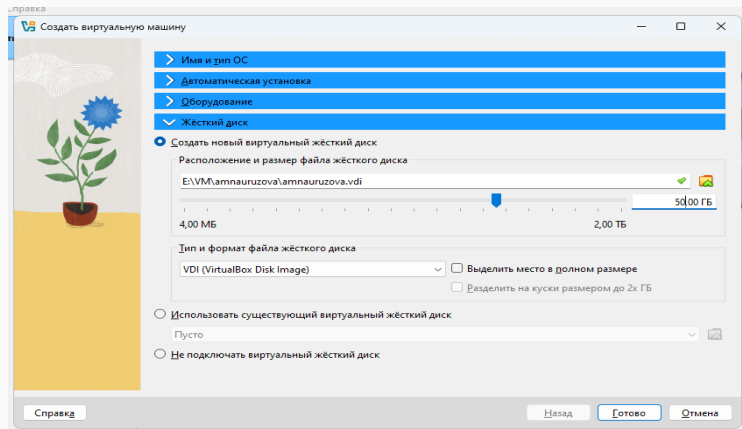 Справка
Создать виртуальную машину
Имя и тип ОС
Автоматическая установка
Оборудование
Жёсткий диск
Создать новый виртуальный жёсткий диск
Расположение и размер файла жёсткого диска
E:\VM\amnauruzova\amnauruzova.vdi
50,00 ГБ
4,00 МБ 2,00 ТБ
Тип и формат файла жёсткого диска
VDI (VirtualBox Disk Image) Выделить место в полном размере
Разделить на куски размером до 2х ГБ
Использовать существующий виртуальный жёсткий диск
Пусто
Не подключать виртуальный жёсткий диск
Справка Назад Готово Отмена